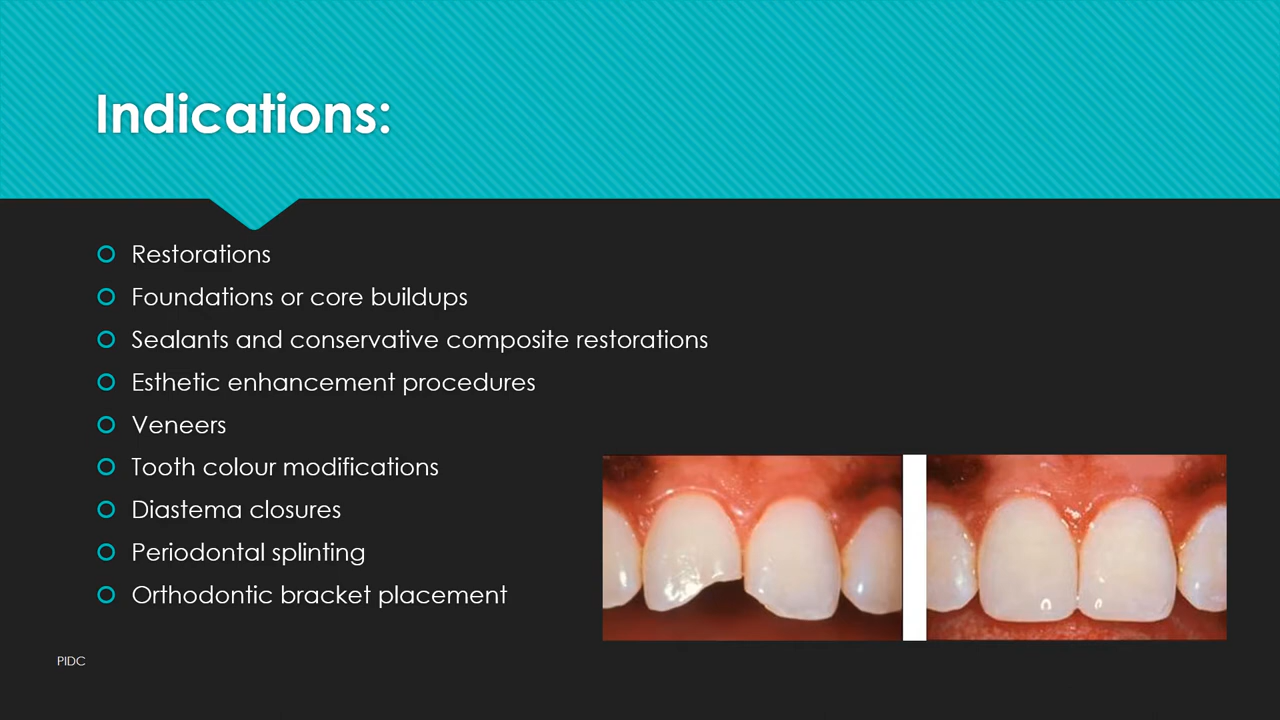 Indications:
Restorations
Foundations or core buildups
Sealants and conservative composite restorations
Esthetic enhancement procedures
Veneers
Tooth colour modifications
Diastema closures
Periodontal splinting
Orthodontic bracket placement
PIDC